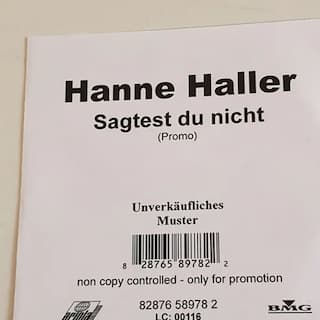 Hanne Haller
Sagtest du nicht
(Promo)
Unverkäufliches
Muster
8 28765 89782 2
non copy controlled - only for promotion
82876 58978 2
LC: 00116
BMG